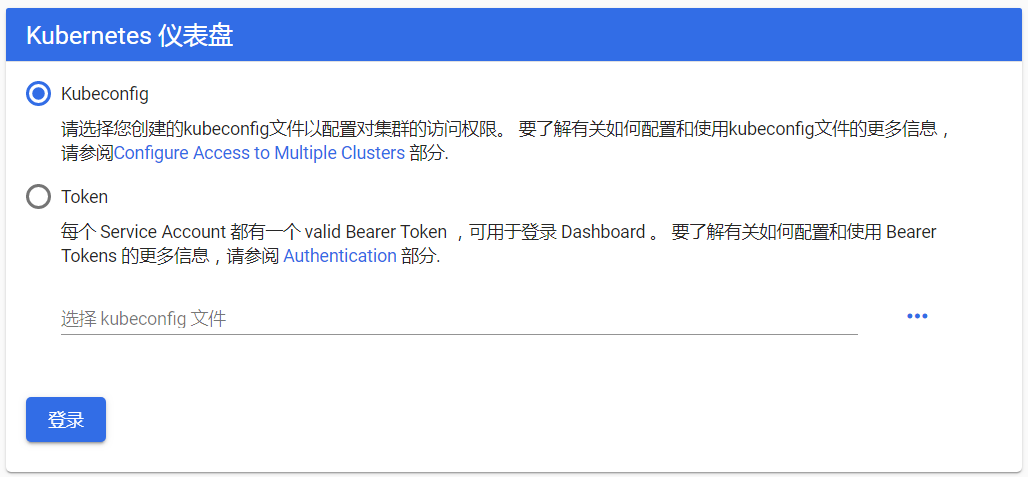 Kubernetes 仪表盘
Kubeconfig
请选择您创建的kubeconfig文件以配置对集群的访问权限。 要了解有关如何配置和使用kubeconfig文件的更多信息，
请参阅Configure Access to Multiple Clusters 部分.
Token
每个 Service Account 都有一个 valid Bearer Token ，可用于登录 Dashboard 。 要了解有关如何配置和使用 Bearer
Tokens 的更多信息，请参阅 Authentication 部分.
选择 kubeconfig 文件
登录